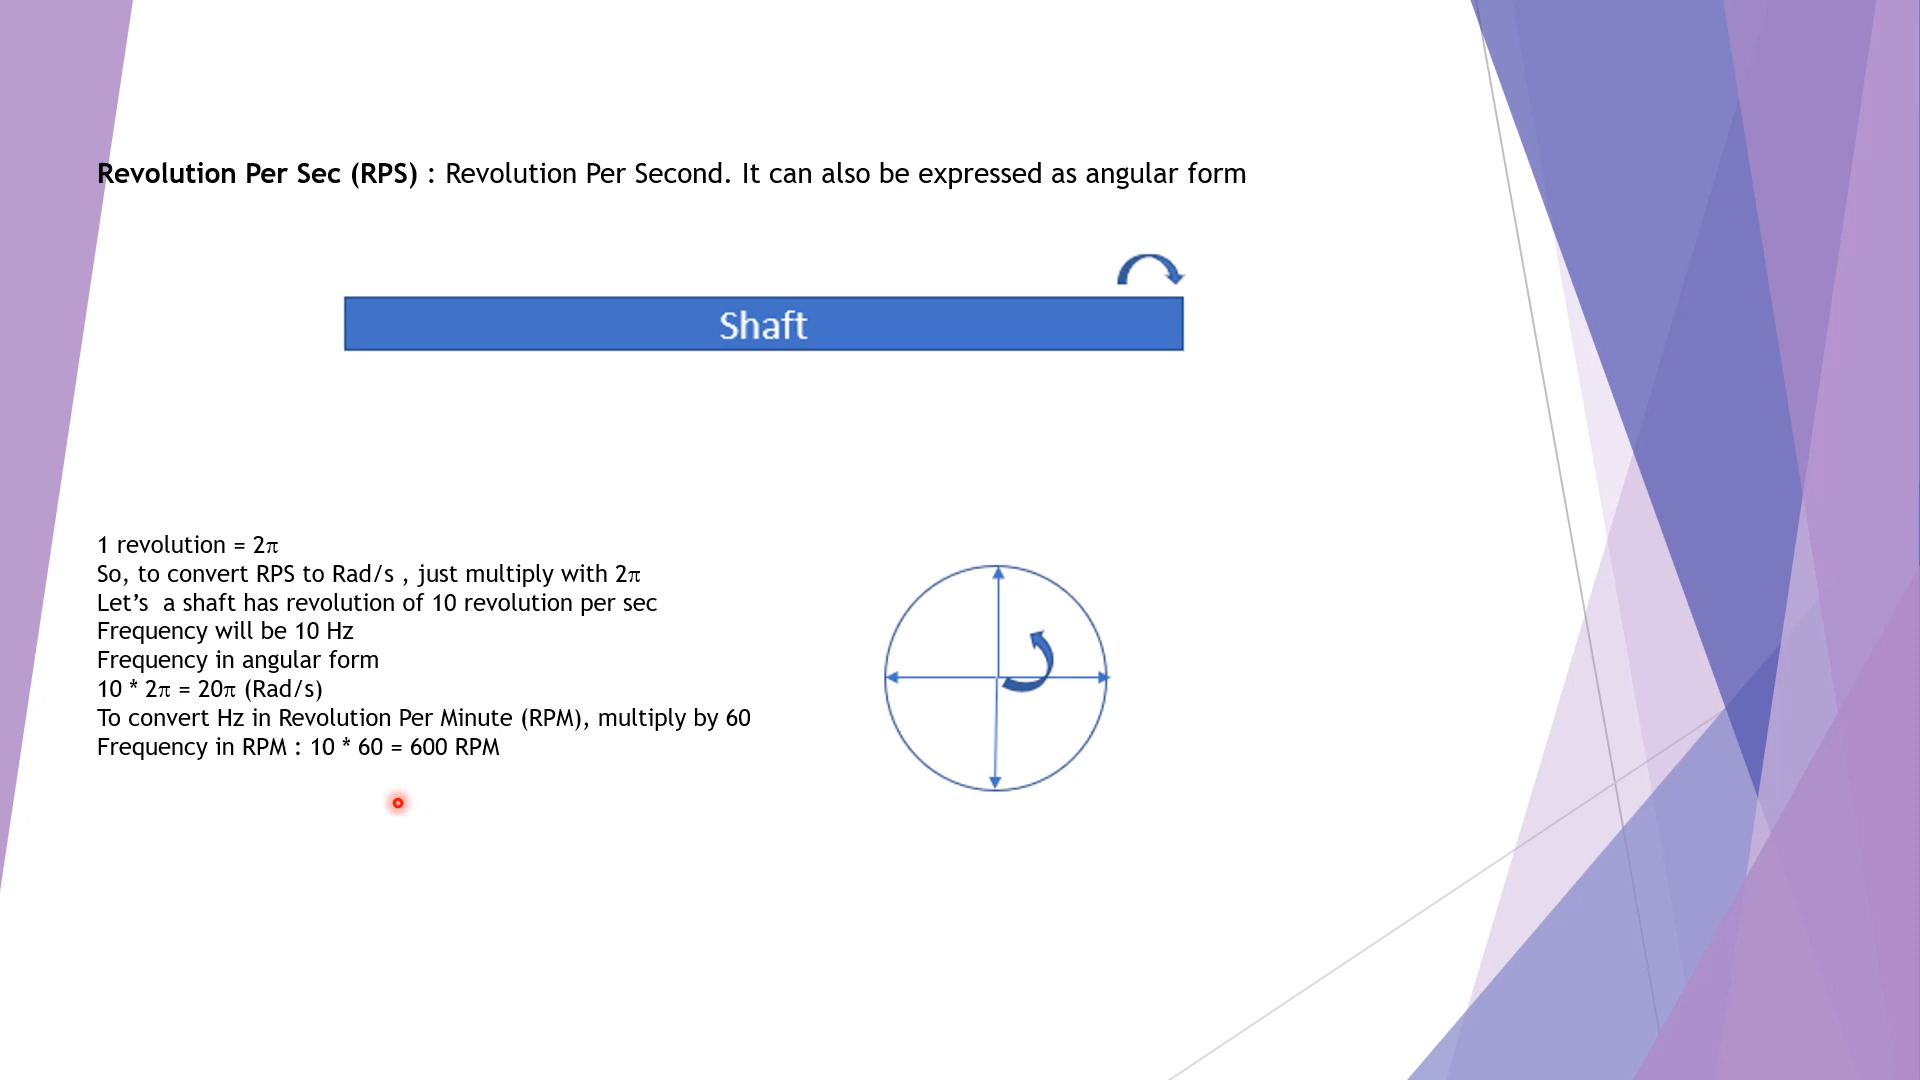 Revolution Per Sec (RPS) : Revolution Per Second. It can also be expressed as angular form
Shaft
1 revolution = 2π
So, to convert RPS to Rad/s , just multiply with 2π
Let’s  a shaft has revolution of 10 revolution per sec
Frequency will be 10 Hz
Frequency in angular form
10 * 2π = 20π (Rad/s)
To convert Hz in Revolution Per Minute (RPM), multiply by 60
Frequency in RPM : 10 * 60 = 600 RPM